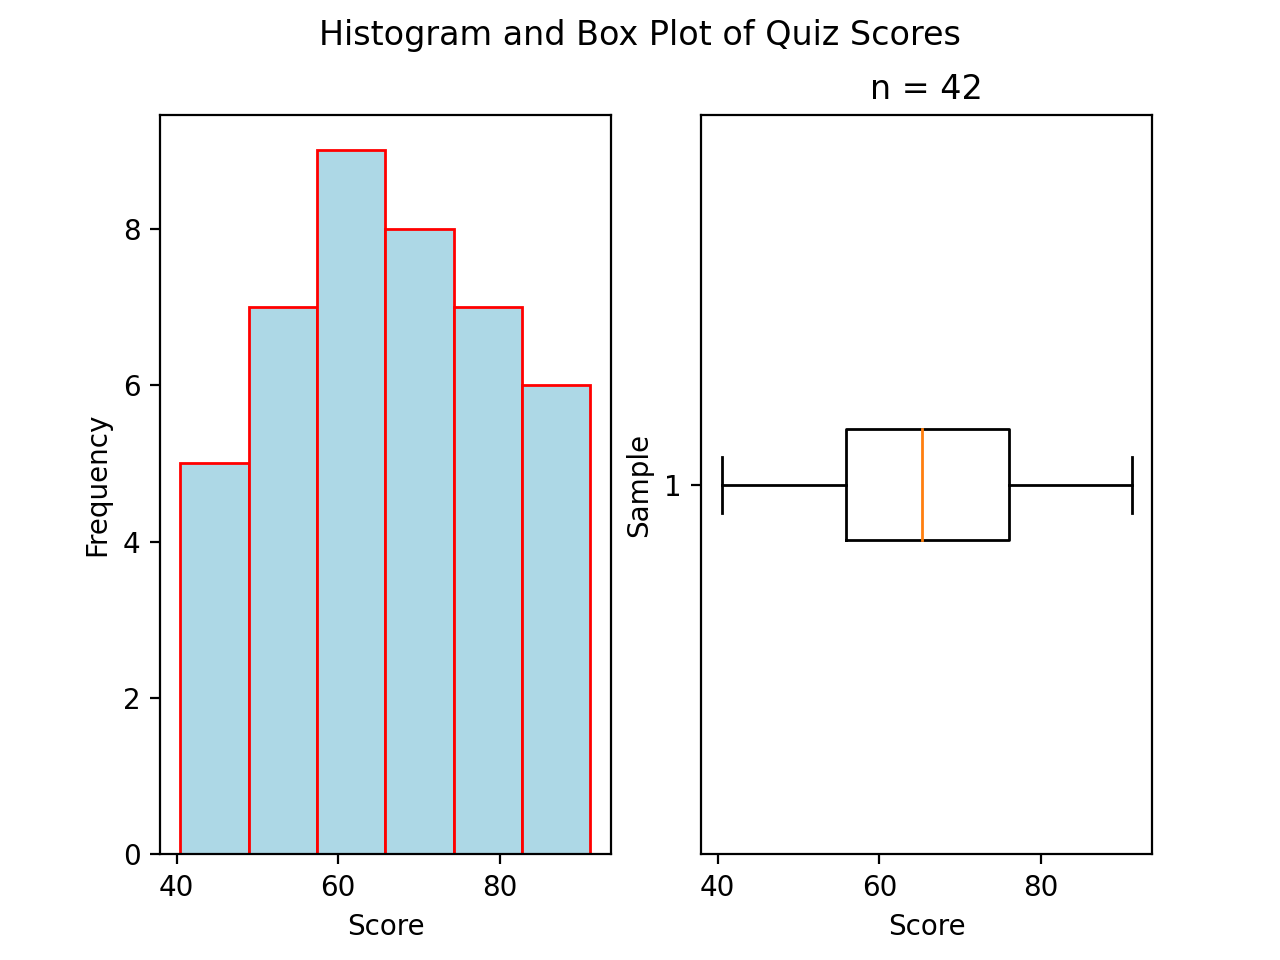 Histogram and Box Plot of Quiz Scores
Frequency
8
6
4
2
0
40 60 80
Score
n = 42
Sample
1
40 60 80
Score